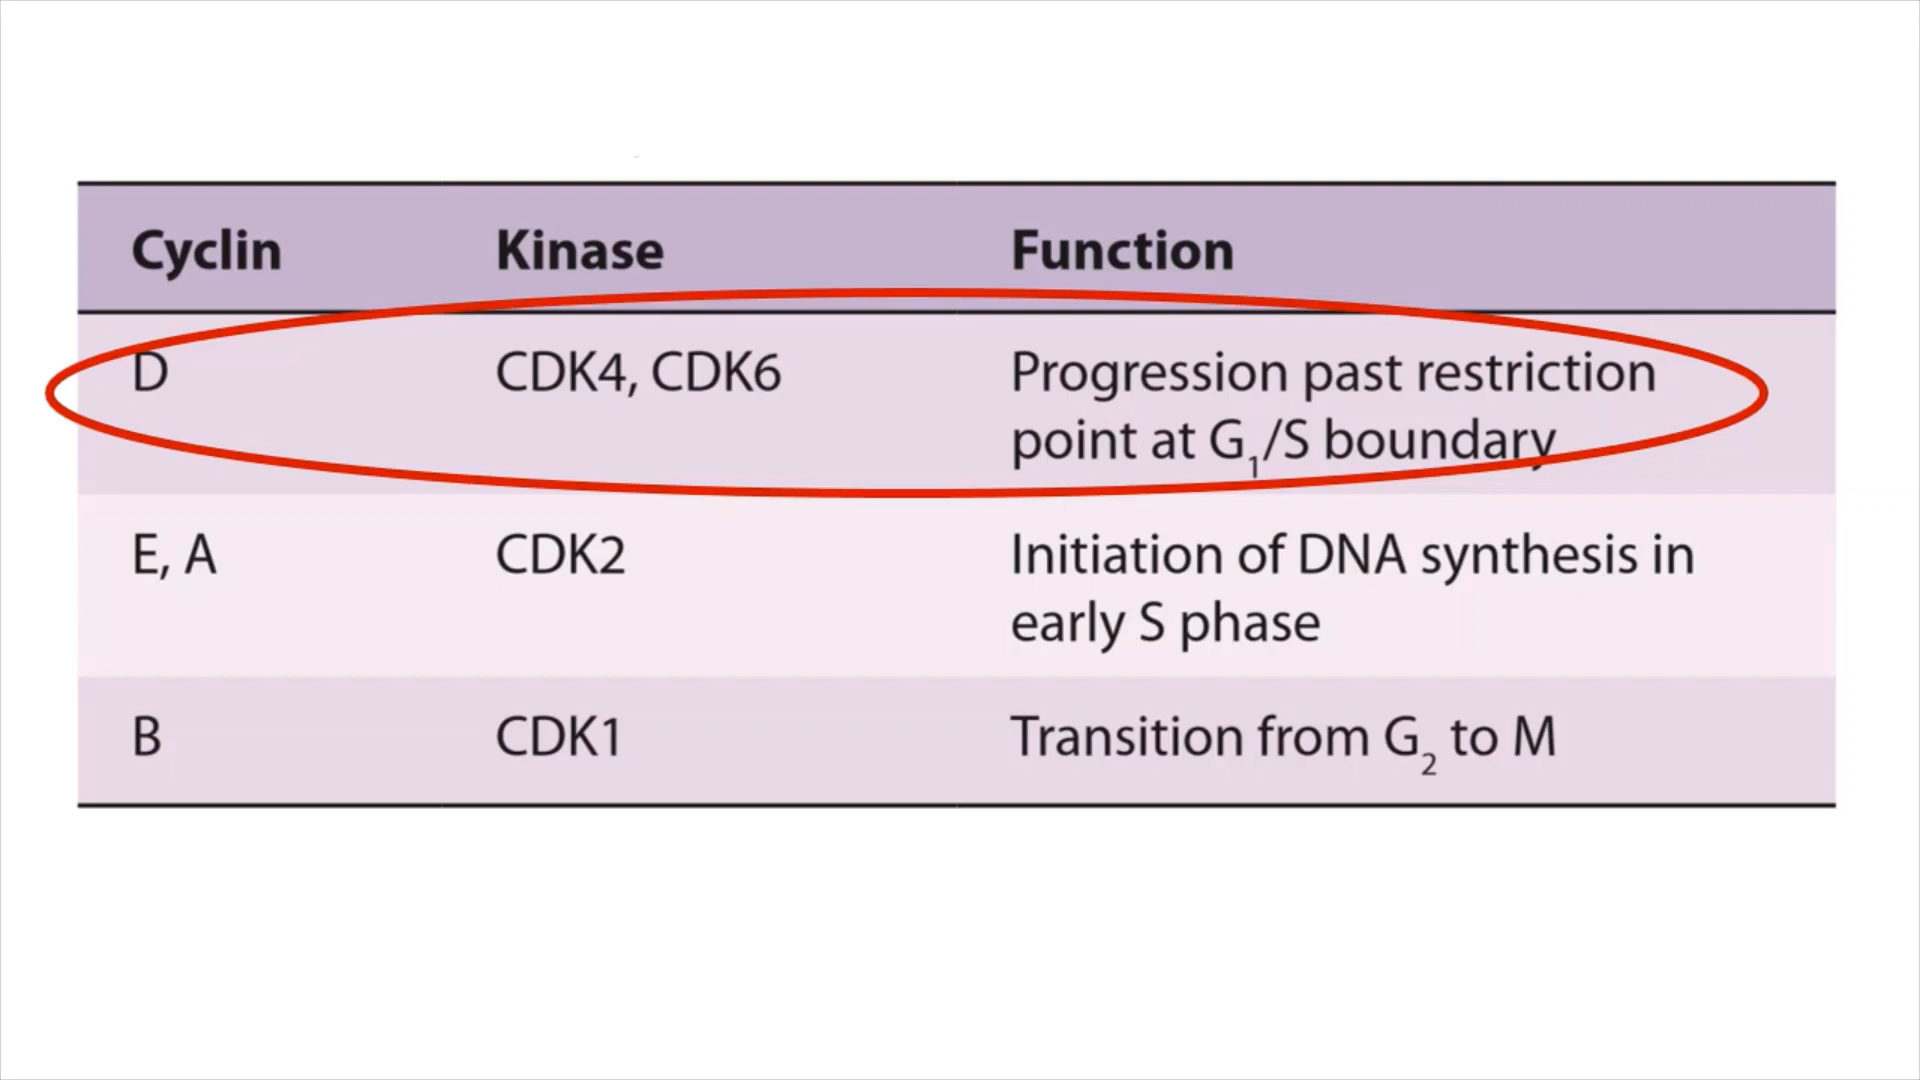 Cyclin Kinase Function
D CDK4, CDK6 Progression past restriction
point at G₁/S boundary
E, A CDK2 Initiation of DNA synthesis in
early S phase
B CDK1 Transition from G₂ to M